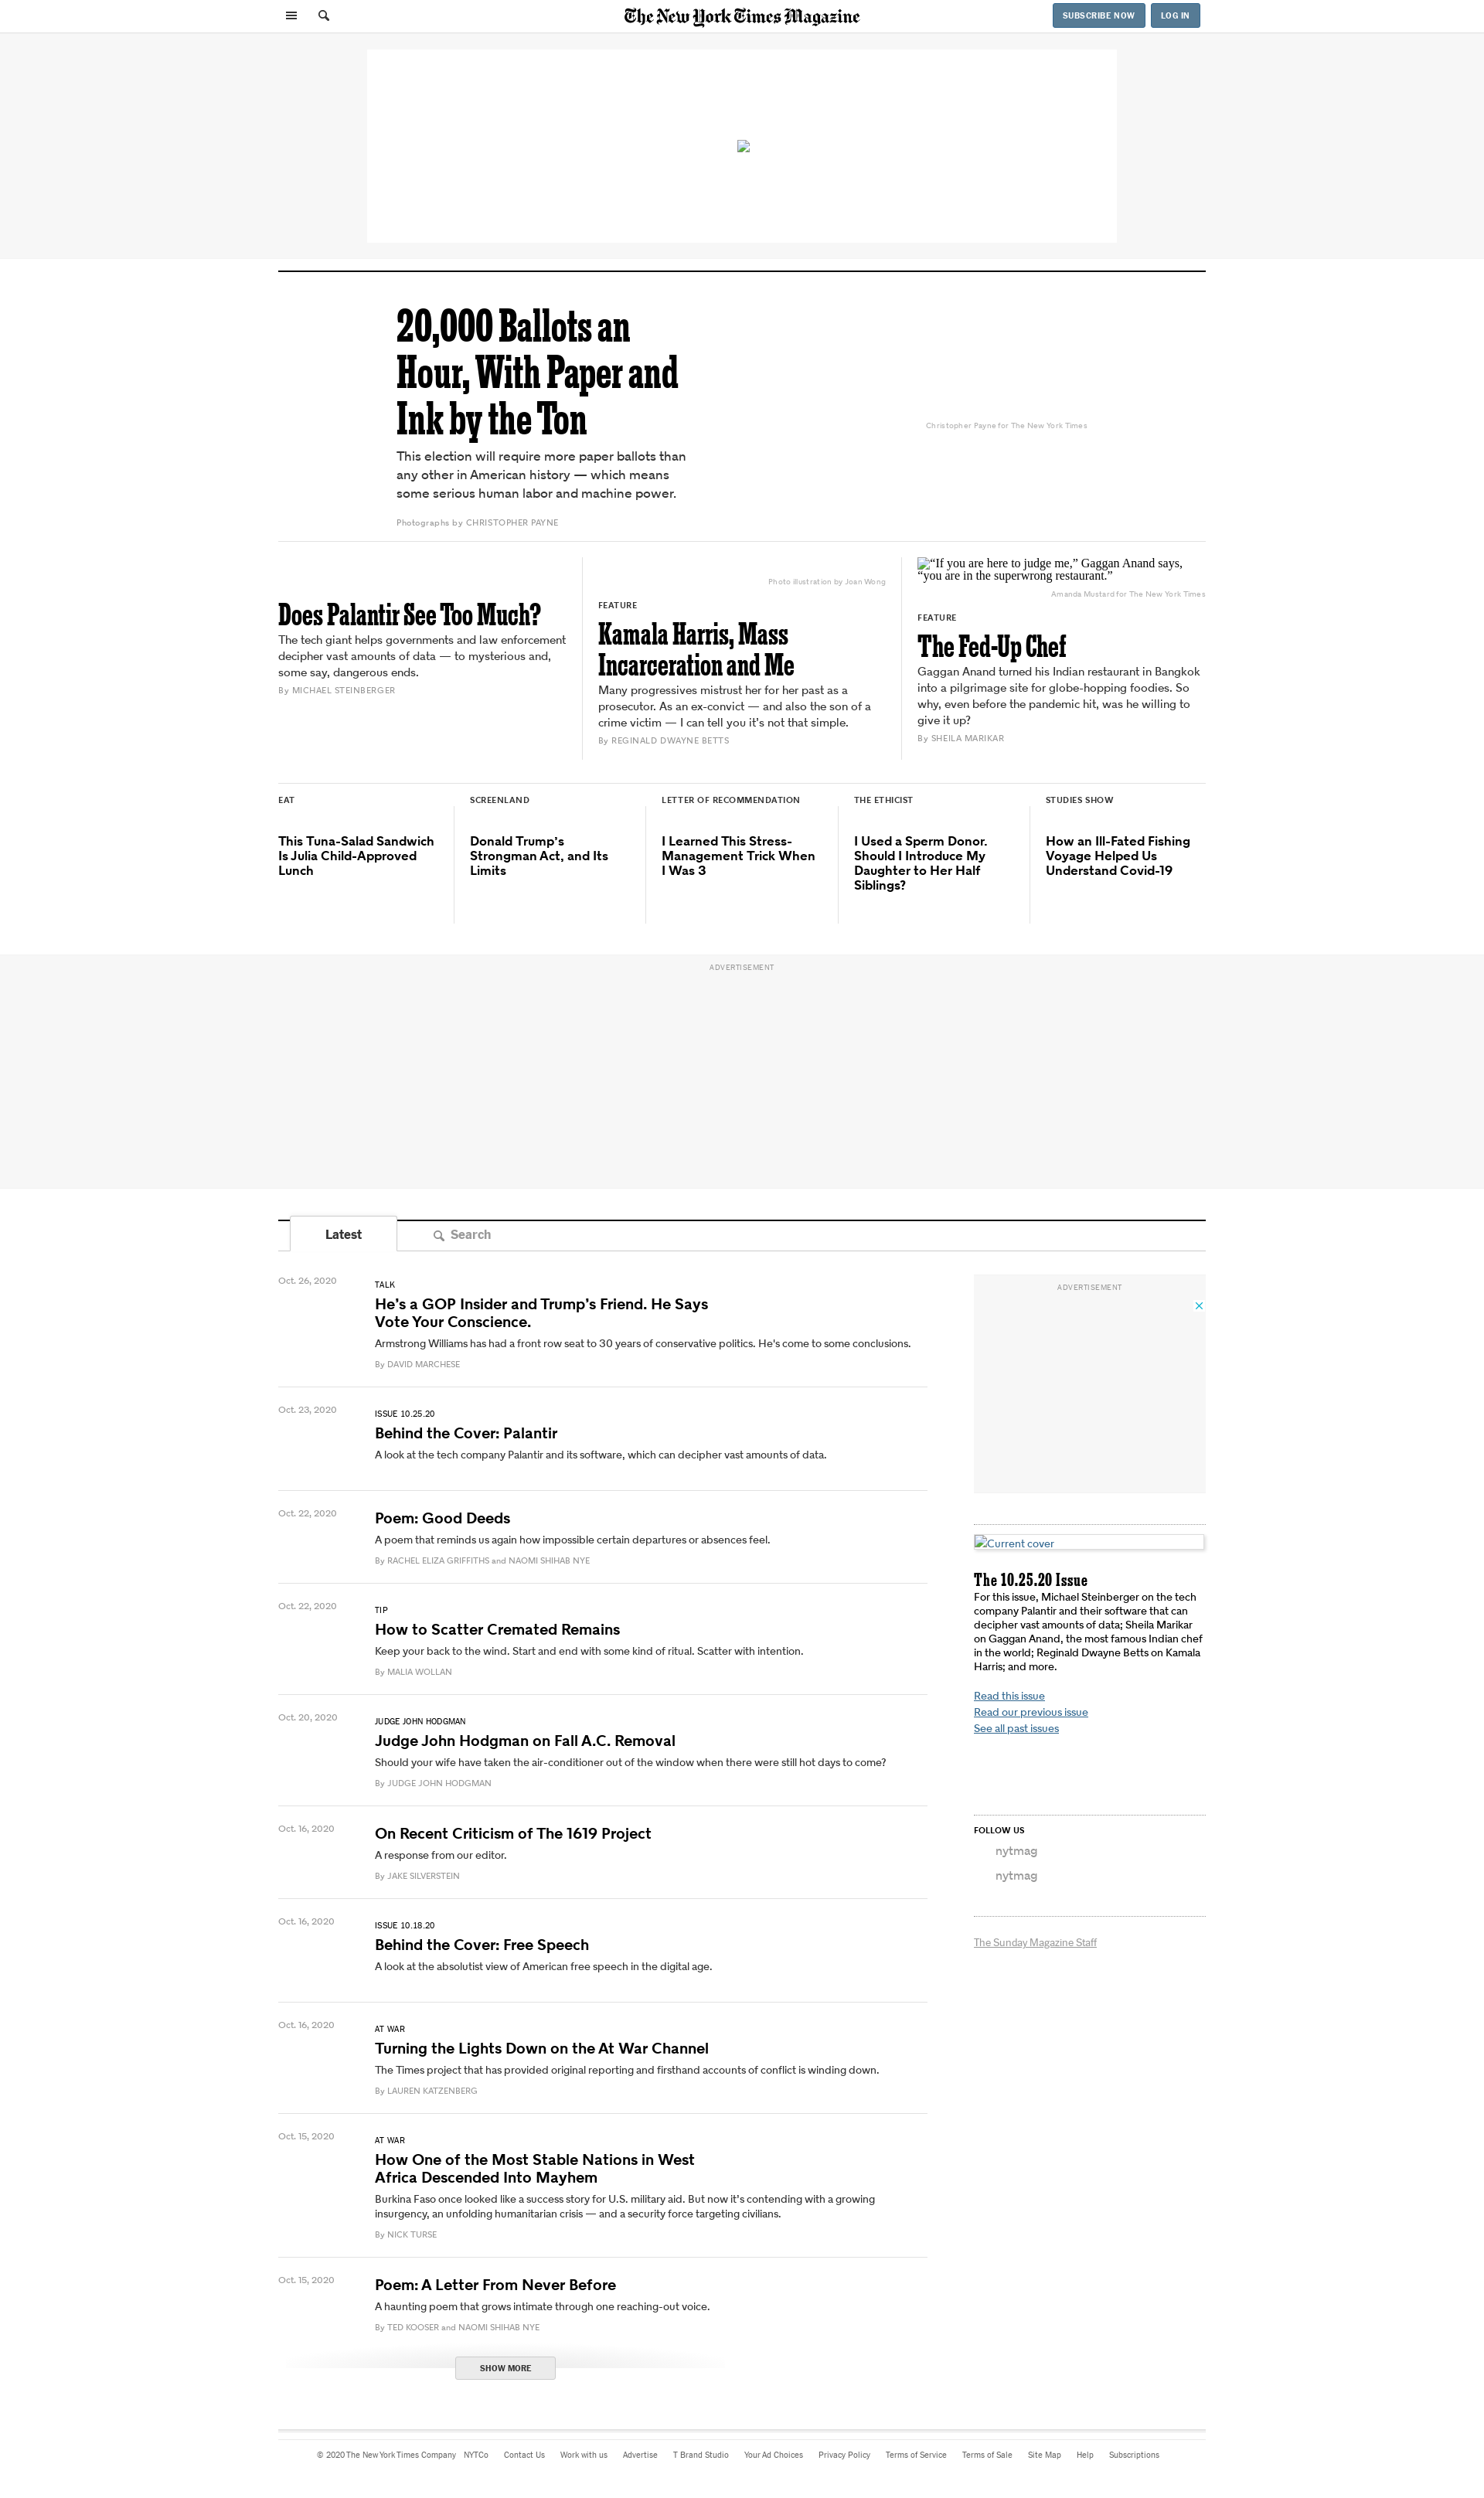 The New York Times Magazine
SUBSCRIBE NOW
LOG IN
20,000 Ballots an
Hour, With Paper and
Ink by the Ton
This election will require more paper ballots than
any other in American history — which means
some serious human labor and machine power.
Photographs by CHRISTOPHER PAYNE
Christopher Payne for The New York Times
Does Palantir See Too Much?
The tech giant helps governments and law enforcement
decipher vast amounts of data — to mysterious and,
some say, dangerous ends.
By MICHAEL STEINBERGER
Photo illustration by Joan Wong
FEATURE
Kamala Harris, Mass
Incarceration and Me
Many progressives mistrust her for her past as a
prosecutor. As an ex-convict — and also the son of a
crime victim — I can tell you it's not that simple.
By REGINALD DWAYNE BETTS
“If you are here to judge me,” Gaggan Anand says,
“you are in the superwrong restaurant.”
Amanda Mustard for The New York Times
FEATURE
The Fed-Up Chef
Gaggan Anand turned his Indian restaurant in Bangkok
into a pilgrimage site for globe-hopping foodies. So
why, even before the pandemic hit, was he willing to
give it up?
By SHEILA MARIKAR
EAT
This Tuna-Salad Sandwich
Is Julia Child-Approved
Lunch
SCREENLAND
Donald Trump's
Strongman Act, and Its
Limits
LETTER OF RECOMMENDATION
I Learned This Stress-
Management Trick When
I Was 3
THE ETHICIST
I Used a Sperm Donor.
Should I Introduce My
Daughter to Her Half
Siblings?
STUDIES SHOW
How an Ill-Fated Fishing
Voyage Helped Us
Understand Covid-19
ADVERTISEMENT
Latest
Search
Oct. 26, 2020
TALK
He's a GOP Insider and Trump's Friend. He Says
Vote Your Conscience.
Armstrong Williams has had a front row seat to 30 years of conservative politics. He's come to some conclusions.
By DAVID MARCHESE
Oct. 23, 2020
ISSUE 10.25.20
Behind the Cover: Palantir
A look at the tech company Palantir and its software, which can decipher vast amounts of data.
Oct. 22, 2020
Poem: Good Deeds
A poem that reminds us again how impossible certain departures or absences feel.
By RACHEL ELIZA GRIFFITHS and NAOMI SHIHAB NYE
Oct. 22, 2020
TIP
How to Scatter Cremated Remains
Keep your back to the wind. Start and end with some kind of ritual. Scatter with intention.
By MALIA WOLLAN
Oct. 20, 2020
JUDGE JOHN HODGMAN
Judge John Hodgman on Fall A.C. Removal
Should your wife have taken the air-conditioner out of the window when there were still hot days to come?
By JUDGE JOHN HODGMAN
Oct. 16, 2020
On Recent Criticism of The 1619 Project
A response from our editor.
By JAKE SILVERSTEIN
Oct. 16, 2020
ISSUE 10.18.20
Behind the Cover: Free Speech
A look at the absolutist view of American free speech in the digital age.
Oct. 16, 2020
AT WAR
Turning the Lights Down on the At War Channel
The Times project that has provided original reporting and firsthand accounts of conflict is winding down.
By LAUREN KATZENBERG
Oct. 15, 2020
AT WAR
How One of the Most Stable Nations in West
Africa Descended Into Mayhem
Burkina Faso once looked like a success story for U.S. military aid. But now it's contending with a growing
insurgency, an unfolding humanitarian crisis — and a security force targeting civilians.
By NICK TURSE
Oct. 15, 2020
Poem: A Letter From Never Before
A haunting poem that grows intimate through one reaching-out voice.
By TED KOOSER and NAOMI SHIHAB NYE
SHOW MORE
ADVERTISEMENT
Current cover
The 10.25.20 Issue
For this issue, Michael Steinberger on the tech
company Palantir and their software that can
decipher vast amounts of data; Sheila Marikar
on Gaggan Anand, the most famous Indian chef
in the world; Reginald Dwayne Betts on Kamala
Harris; and more.
Read this issue
Read our previous issue
See all past issues
FOLLOW US
nytmag
nytmag
The Sunday Magazine Staff
© 2020 The New York Times Company NYTCo Contact Us Work with us Advertise T Brand Studio Your Ad Choices Privacy Policy Terms of Service Terms of Sale Site Map Help Subscriptions